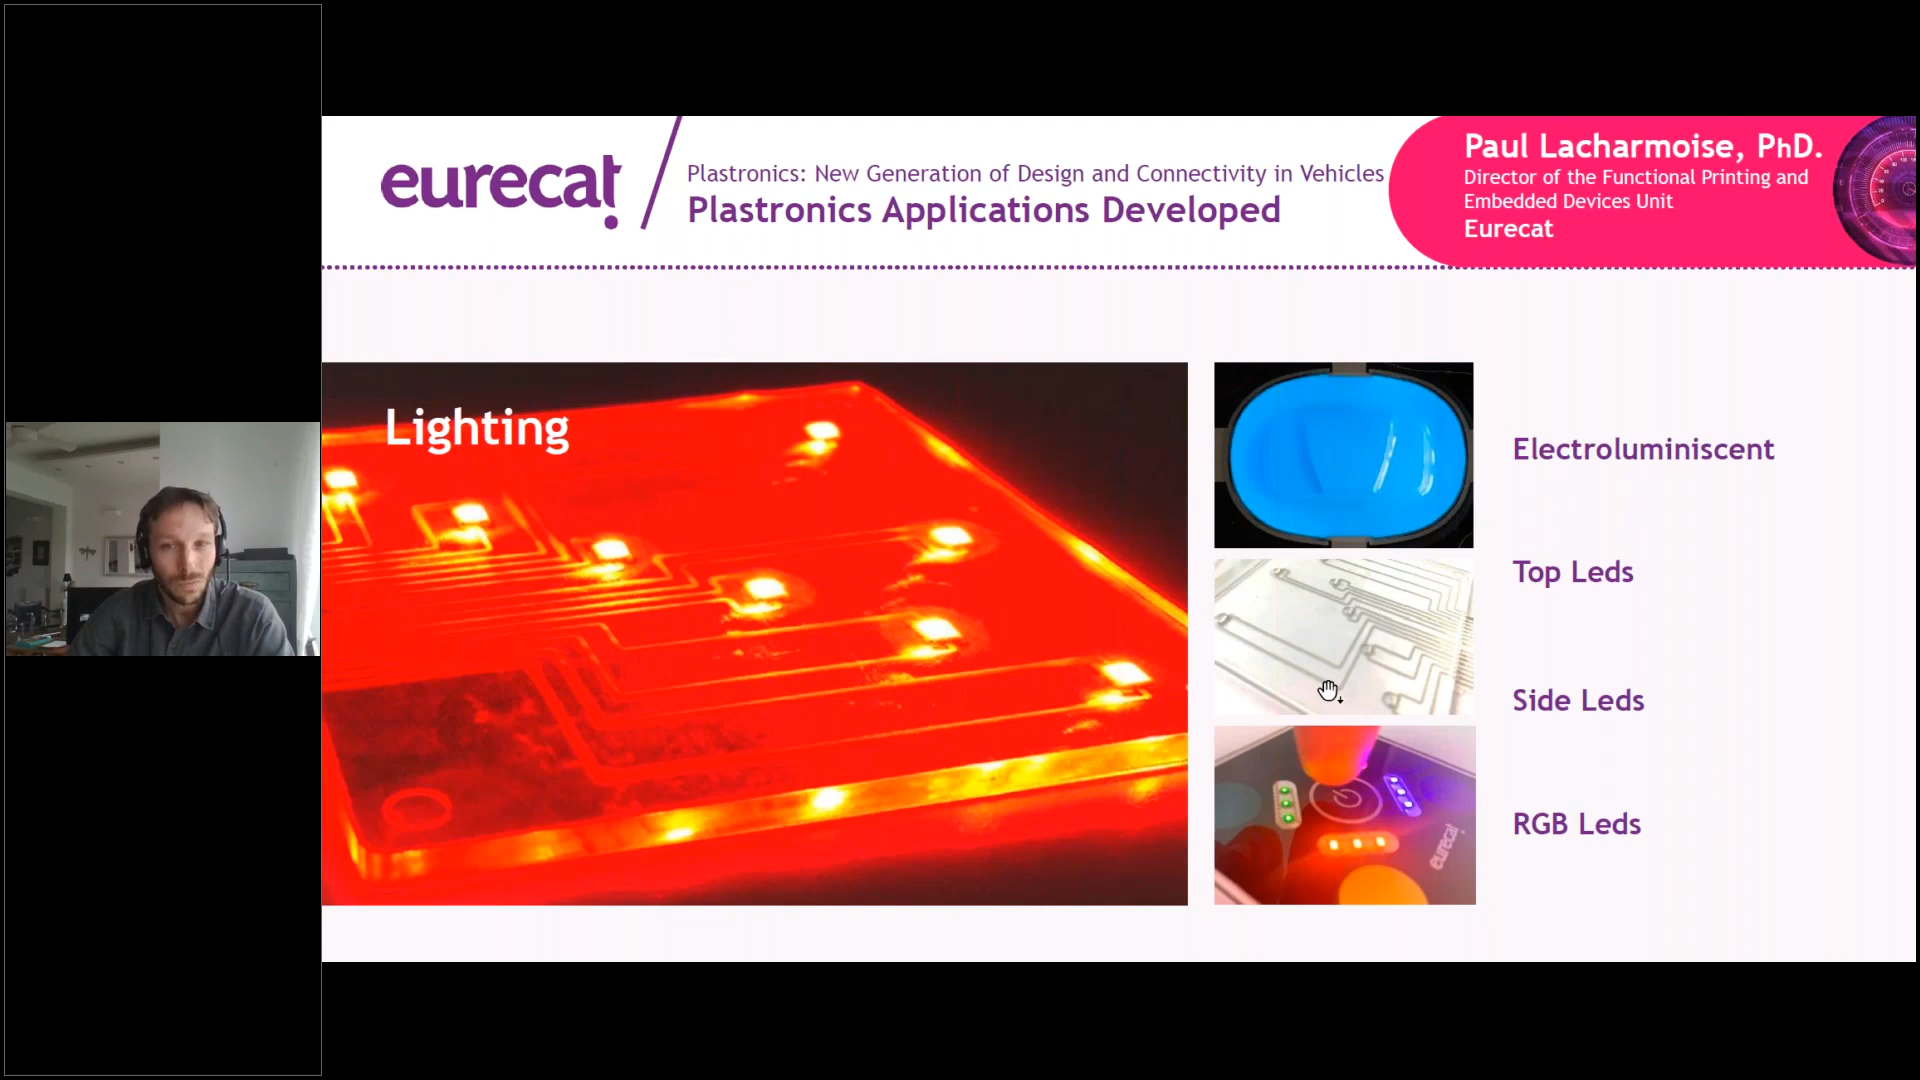 eurecat
Plastronics: New Generation of Design and Connectivity in Vehicles
Plastronics Applications Developed
Paul Lacharmoise, PhD.
Director of the Functional Printing and
Embedded Devices Unit
Eurecat
Lighting
Electroluminiscent
Top Leds
Side Leds
RGB Leds
eurecat